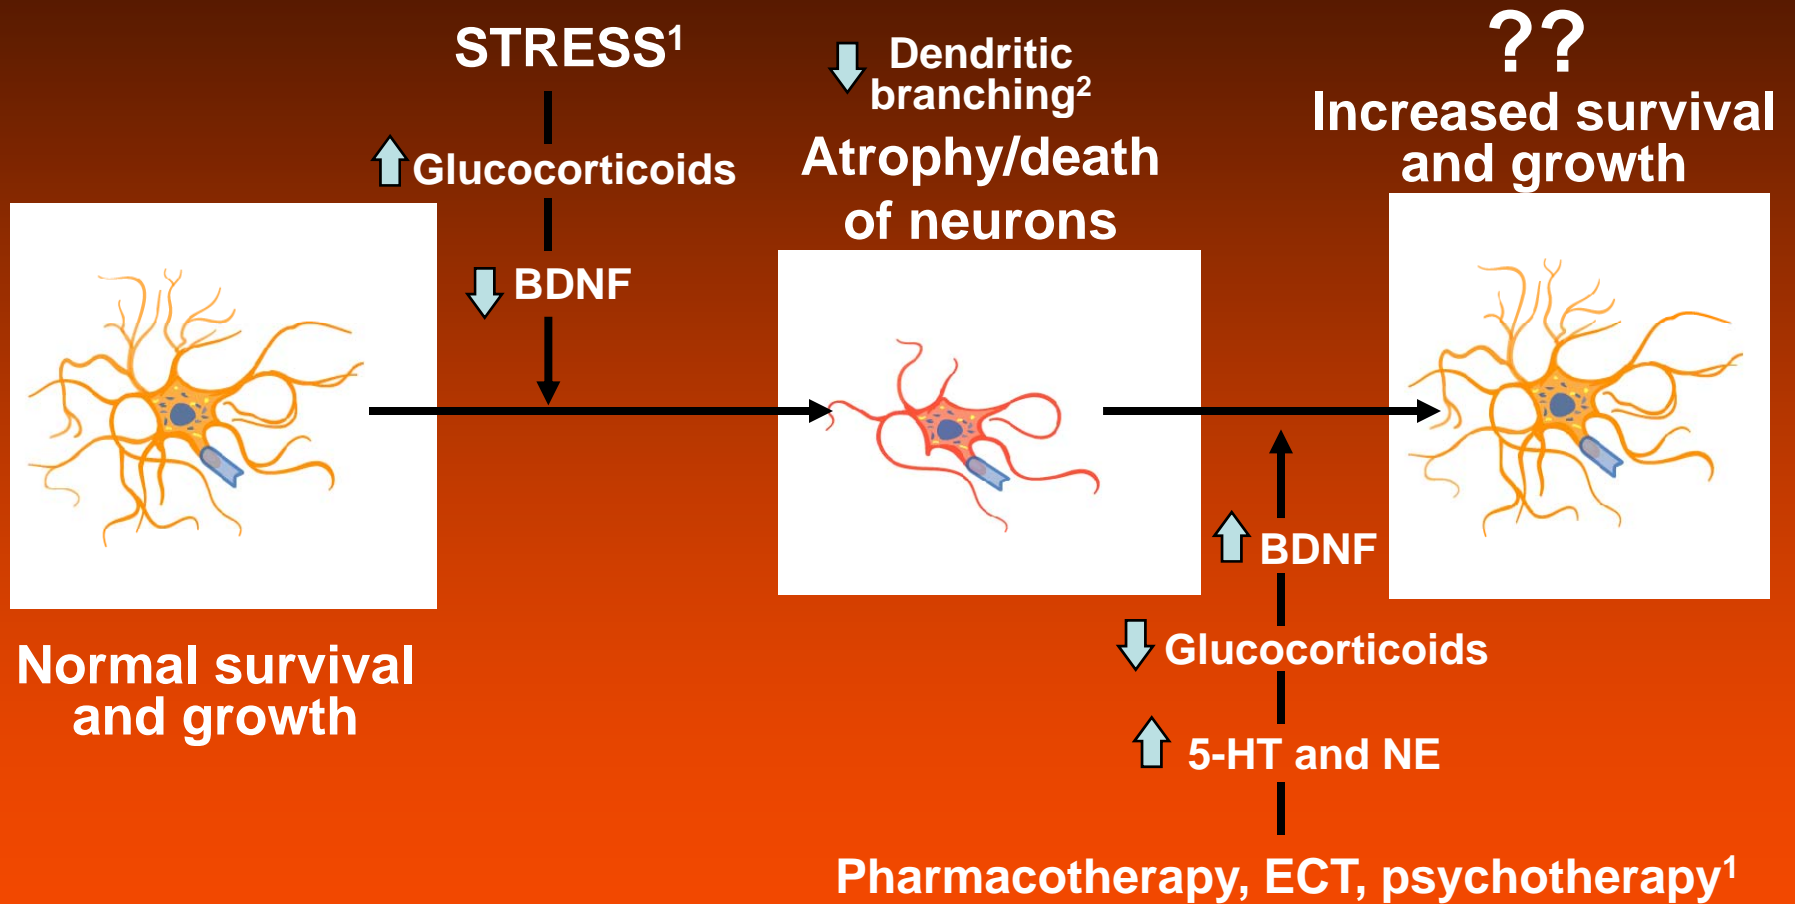 STRESS¹
Glucocorticoids
BDNF
Normal survival
and growth
Dendritic
branching²
Atrophy/death
of neurons
??
Increased survival
and growth
BDNF
Glucocorticoids
5-HT and NE
Pharmacotherapy, ECT, psychotherapy¹